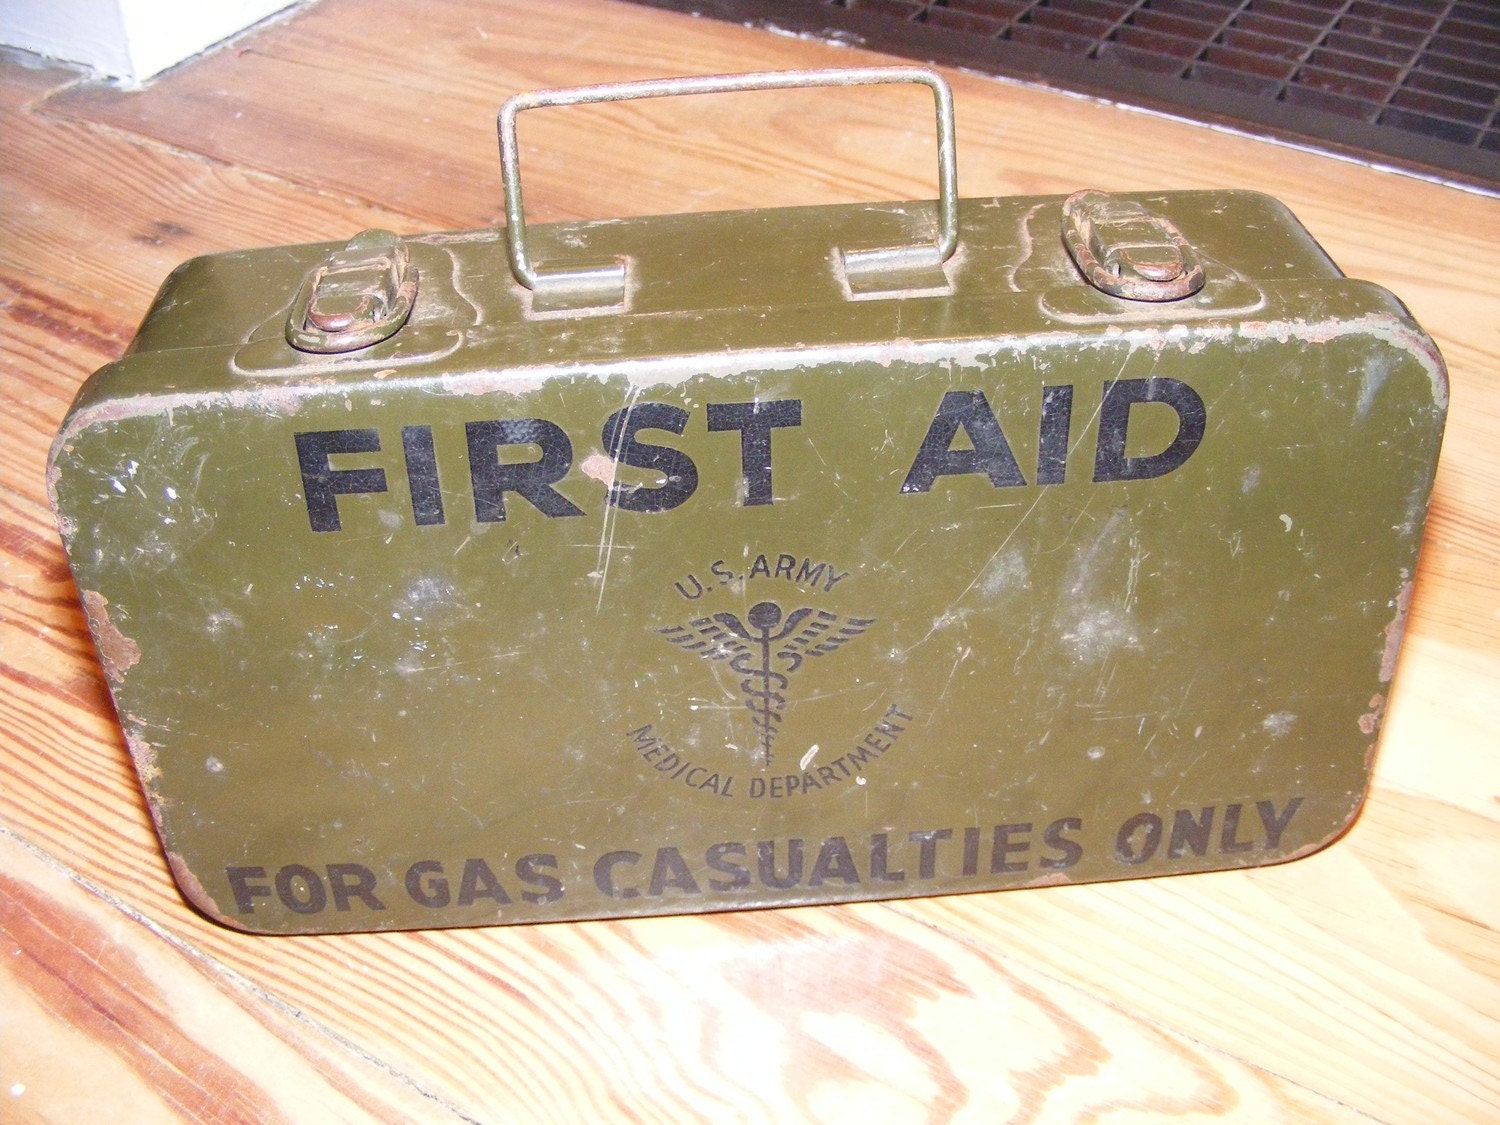 FIRST AID
U.S. ARMY
MEDICAL DEPARTMENT
FOR GAS CASUALTIES ONLY